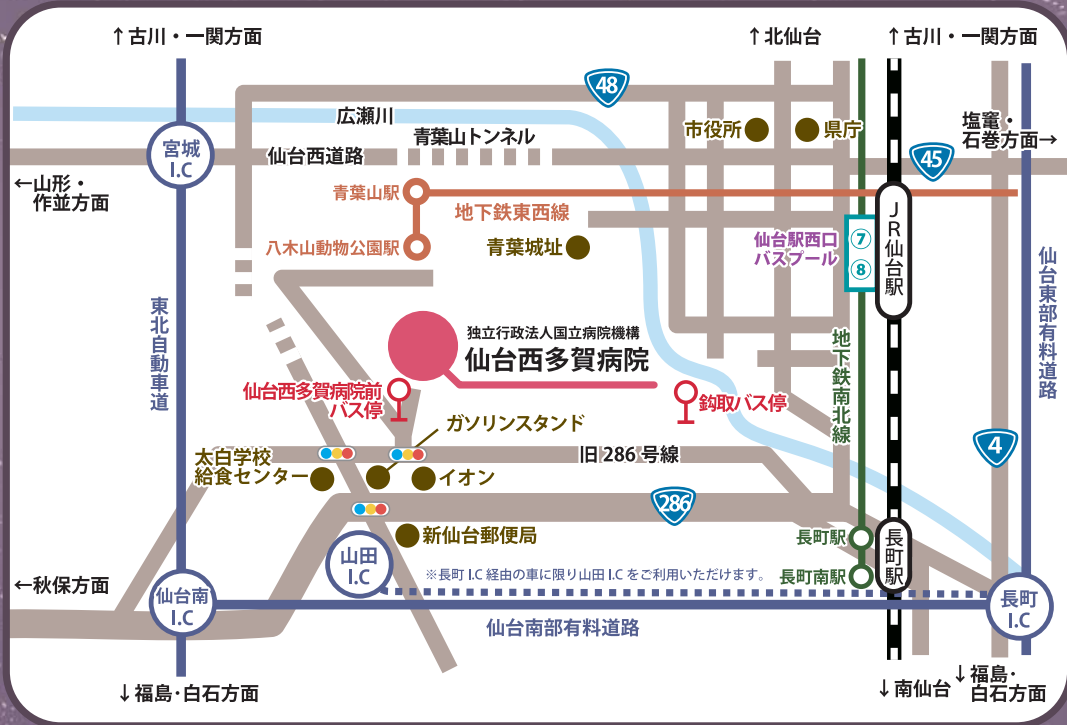 ↑古川・一関方面
↑北仙台
↑古川・一関方面
48
広瀬川
青葉山トンネル
市役所
県庁
塩竈・
石巻方面→
宮城
I.C
仙台西道路
45
←山形・
作並方面
青葉山駅
地下鉄東西線
八木山動物公園駅
青葉城址
仙台駅西口
バスプール
⑦
⑧
JR仙台駅
仙台東部有料道路
東北自動車道
独立行政法人国立病院機構
仙台西多賀病院
地下鉄南北線
仙台西多賀病院前
バス停
鈎取バス停
ガソリンスタンド
太白学校
給食センター
イオン
旧286号線
4
286
新仙台郵便局
長町駅
長町駅
山田
I.C
※長町I.C経由の車に限り山田I.Cをご利用いただけます。
長町南駅
←秋保方面
仙台南
I.C
長町
I.C
仙台南部有料道路
↓福島・白石方面
↓南仙台
↓福島・
白石方面